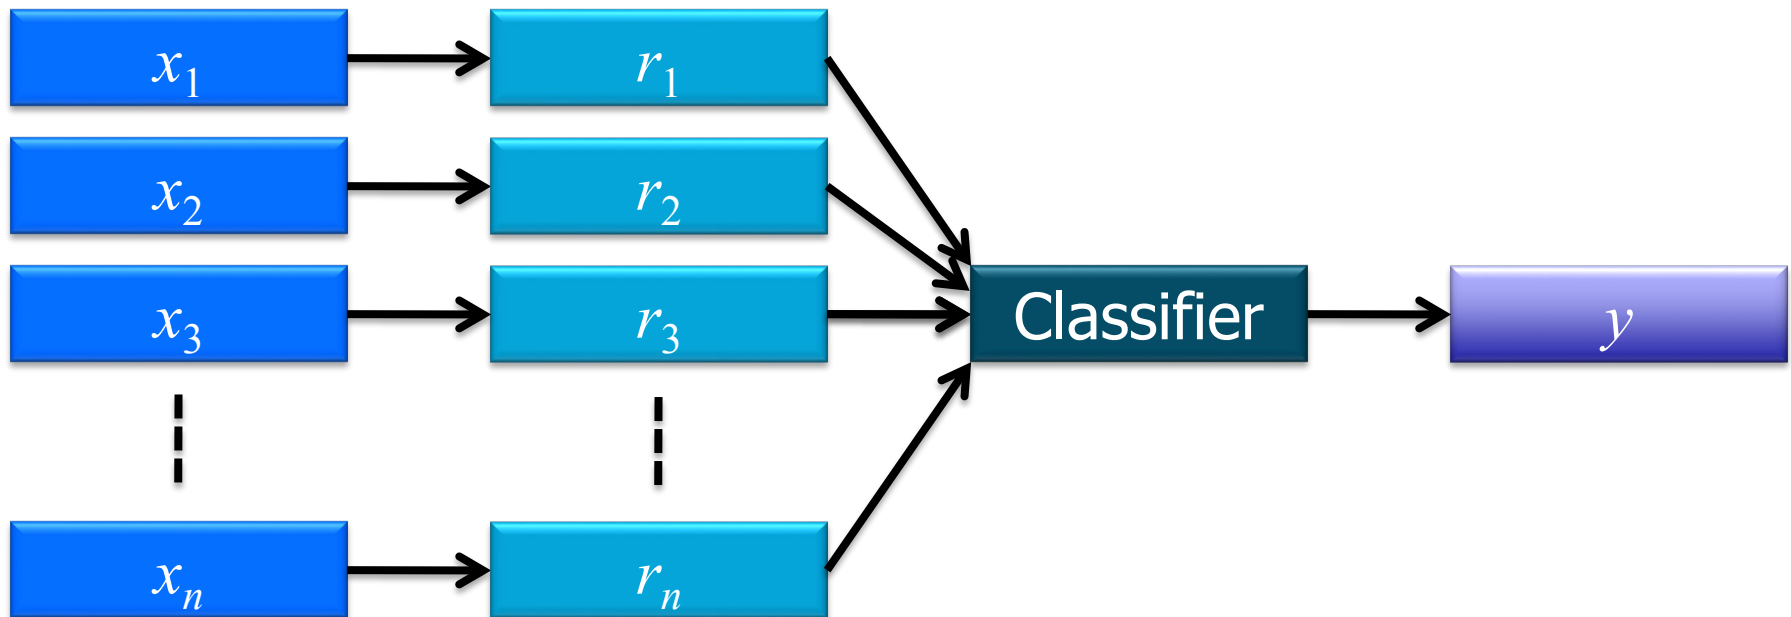 x₁ r₁
x₂ r₂
x₃ r₃ Classifier y
xₙ rₙ